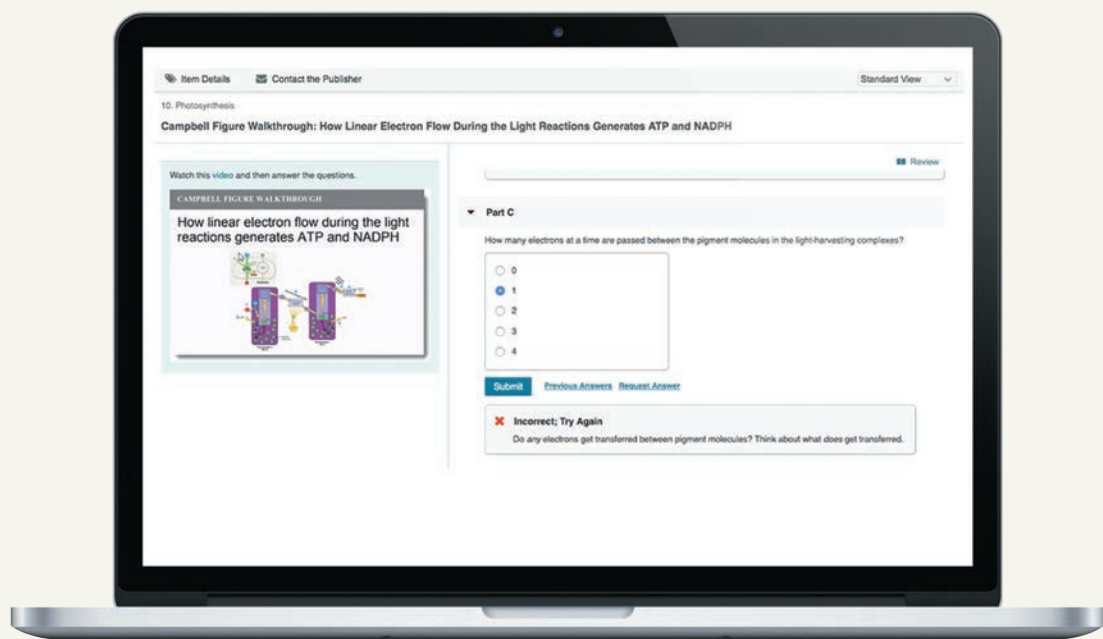 Item Details Contact the Publisher Standard View
10. Photosynthesis
Campbell Figure Walkthrough: How Linear Electron Flow During the Light Reactions Generates ATP and NADPH
Review
Watch this video and then answer the questions.
CAMPBELL FIGURE WALKTHROUGH
How linear electron flow during the light
reactions generates ATP and NADPH
Part C
How many electrons at a time are passed between the pigment molecules in the light-harvesting complexes?
0
1
2
3
4
Submit Previous Answers Request Answer
Incorrect; Try Again
Do any electrons get transferred between pigment molecules? Think about what does get transferred.